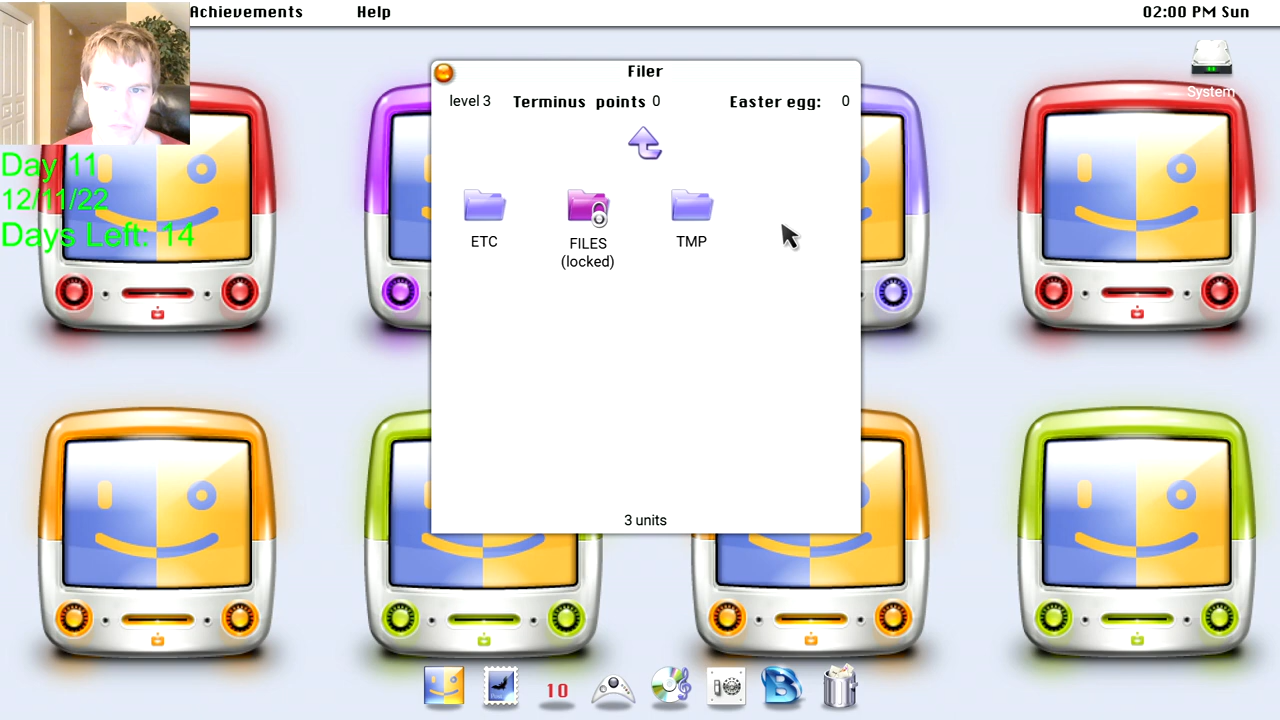 Achievements Help 02:00 PM Sun
System
Filer
level 3 Terminus points 0 Easter egg: 0
Day 11
12/11/22
Days Left: 14
ETC
FILES
(locked)
TMP
3 units
10